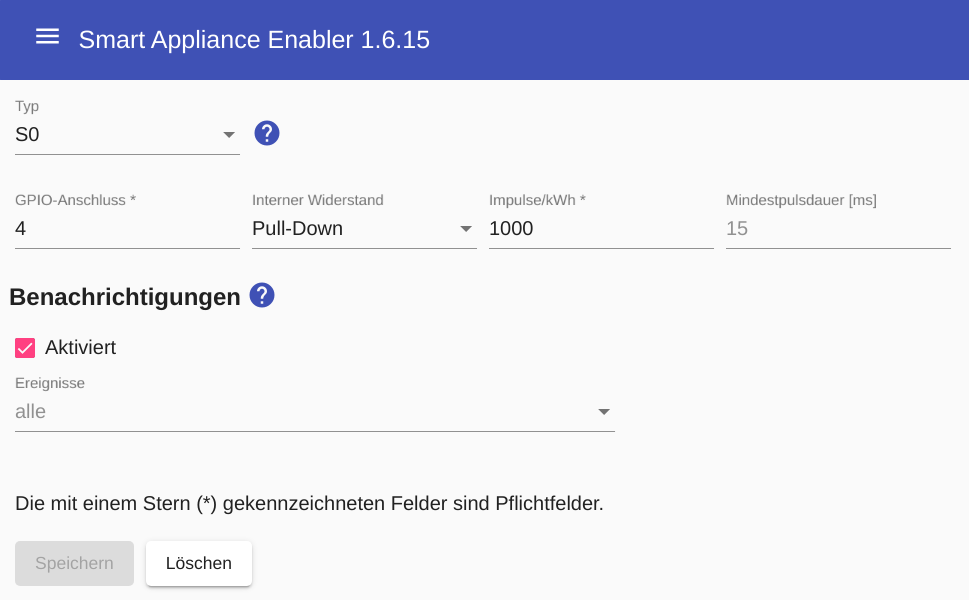 Smart Appliance Enabler 1.6.15
Typ
S0
GPIO-Anschluss * Interner Widerstand Impulse/kWh * Mindestpulsdauer [ms]
4 Pull-Down 1000 15
Benachrichtigungen
Aktiviert
Ereignisse
alle
Die mit einem Stern (*) gekennzeichneten Felder sind Pflichtfelder.
Speichern Löschen